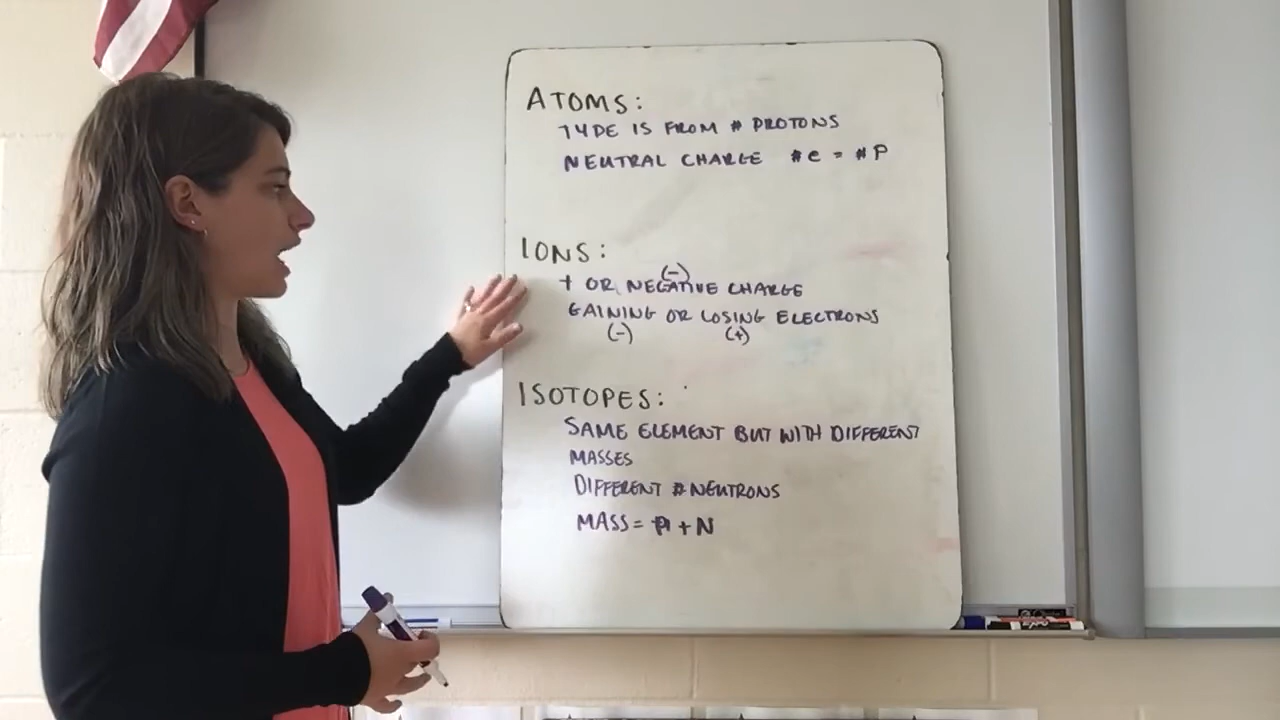 ATOMS:
TYPE IS FROM # PROTONS
NEUTRAL CHARGE #e = #P
IONS:
(-)
+ OR NEGATIVE CHARGE
GAINING OR LOSING ELECTRONS
(-) (+)
ISOTOPES:
SAME ELEMENT BUT WITH DIFFERENT
MASSES
DIFFERENT # NEUTRONS
MASS = P + N
EXPO